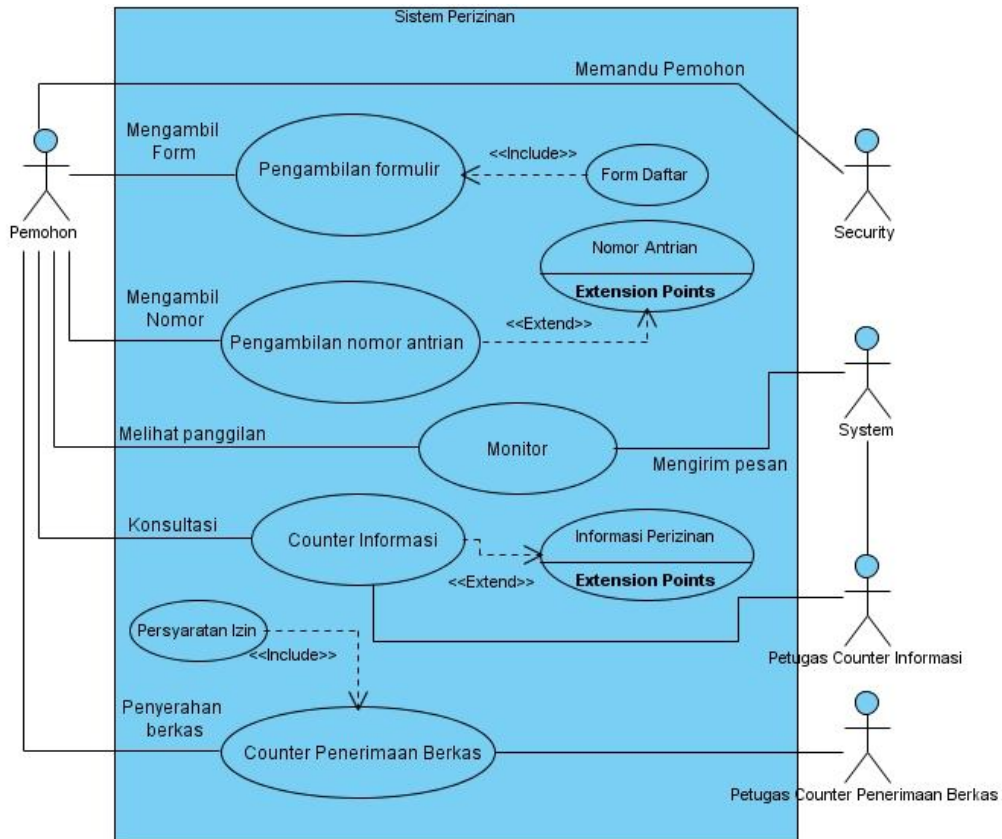 Sistem Perizinan
Memandu Pemohon
Mengambil
Form
Pengambilan formulir
<<Include>>
Form Daftar
Pemohon
Security
Nomor Antrian
Extension Points
Mengambil
Nomor
<<Extend>>
Pengambilan nomor antrian
Melihat panggilan
Monitor
Mengirim pesan
System
Konsultasi
Counter Informasi
<<Extend>>
Informasi Perizinan
Extension Points
Persyaratan Izin
<<Include>>
Petugas Counter Informasi
Penyerahan
berkas
Counter Penerimaan Berkas
Petugas Counter Penerimaan Berkas